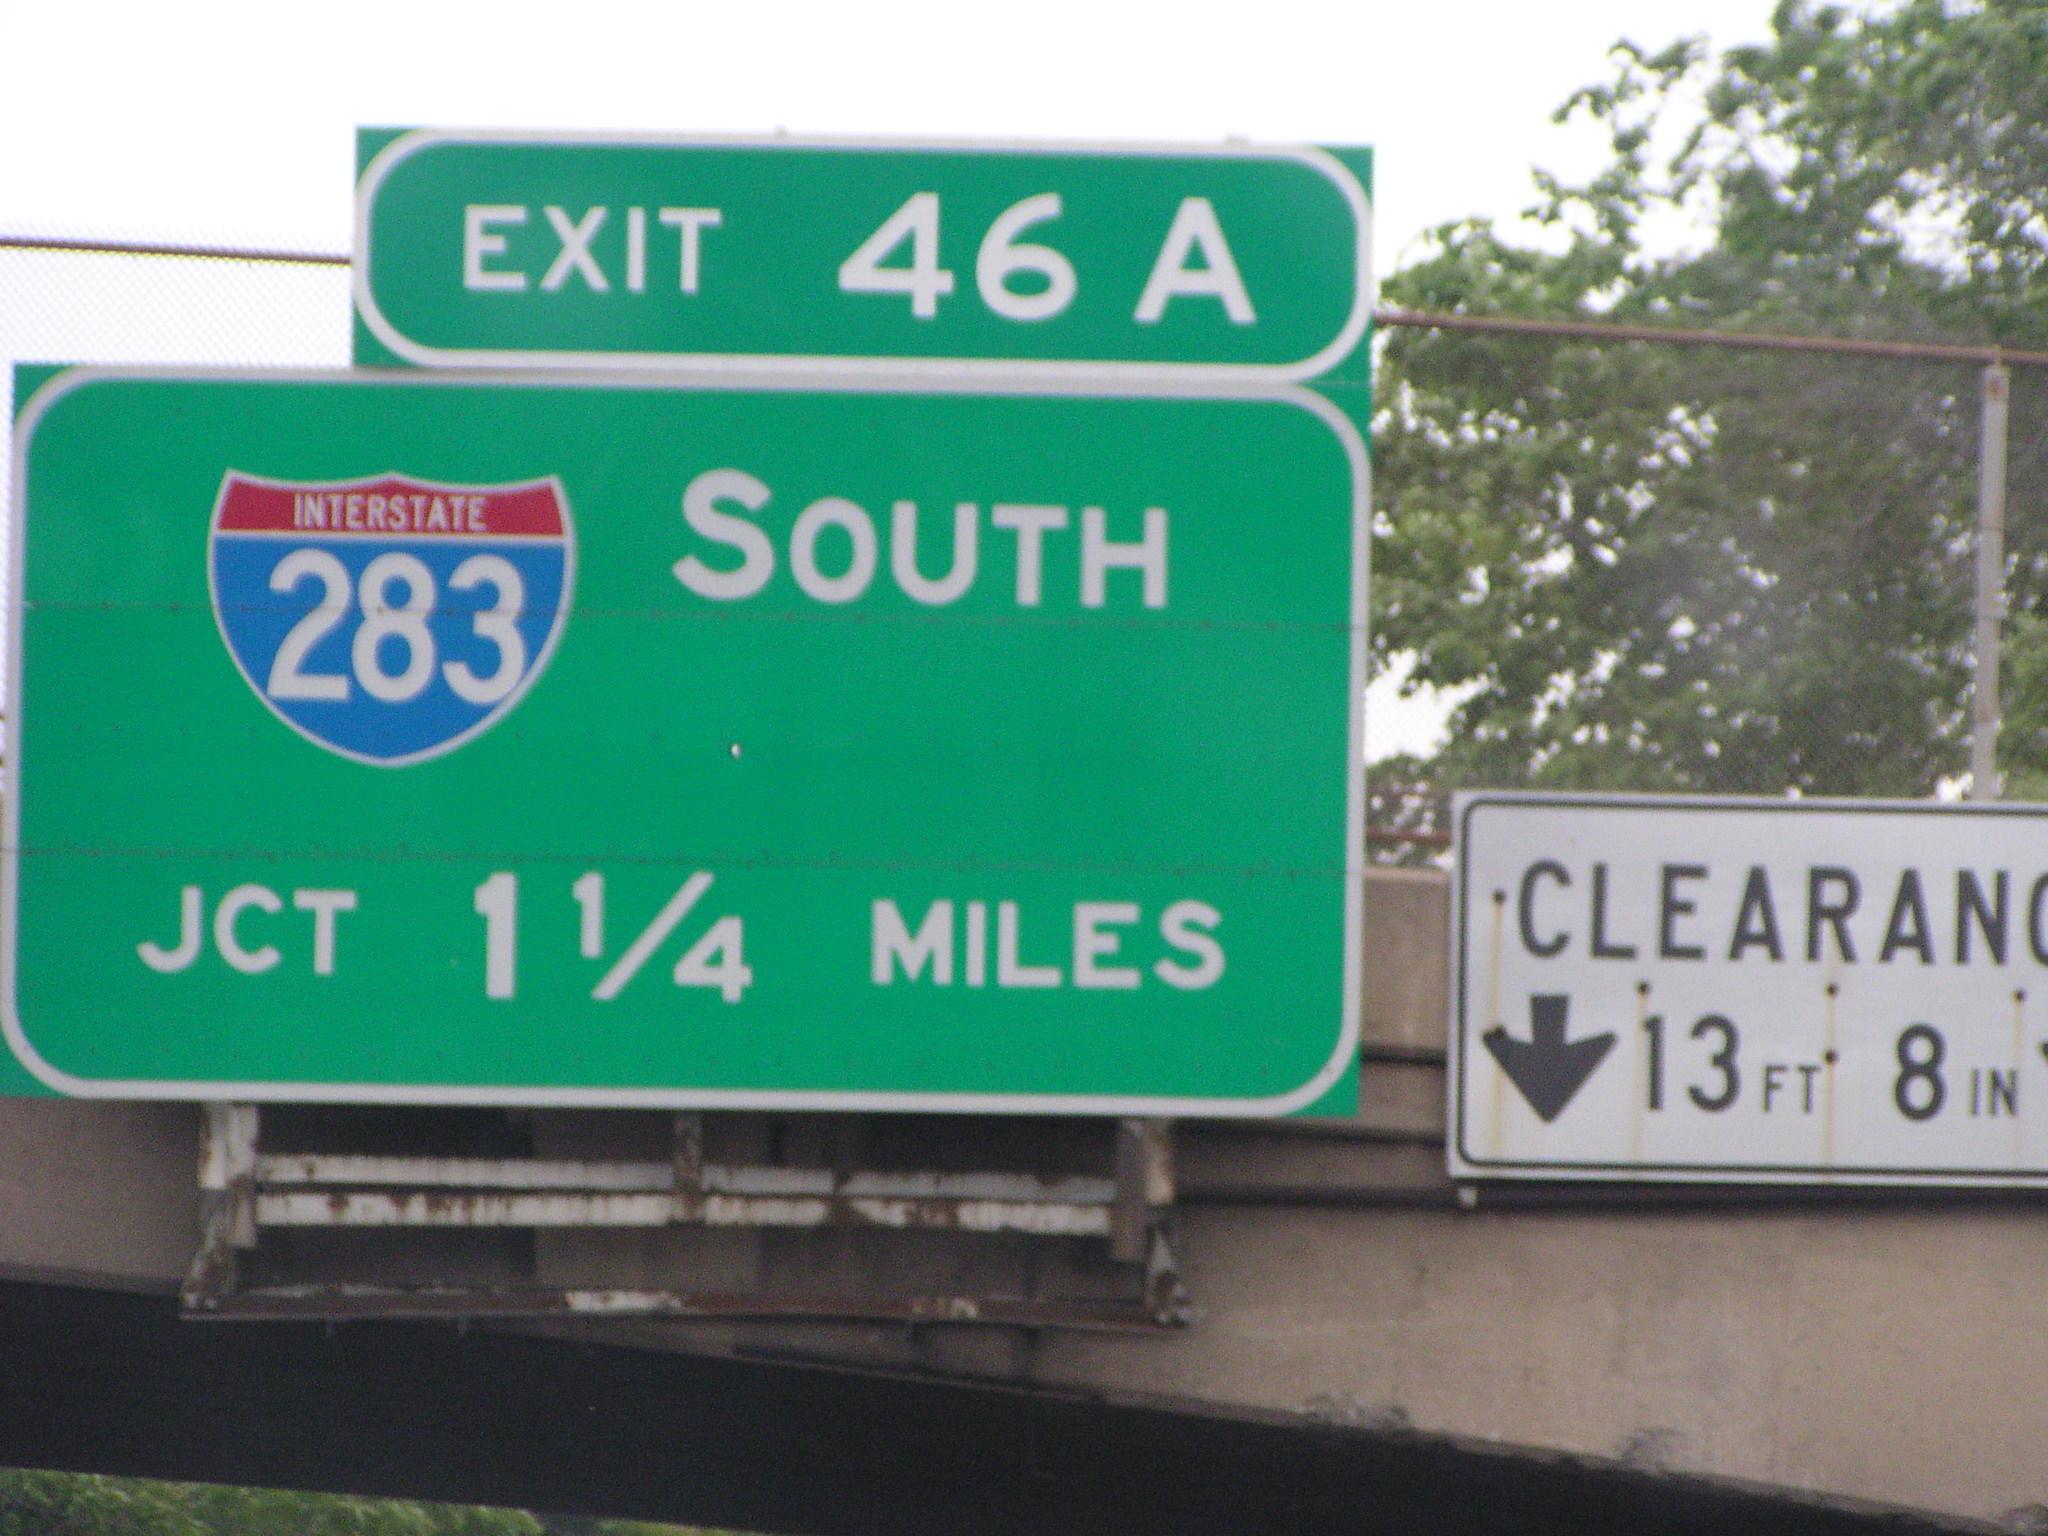 EXIT 46 A
INTERSTATE
283
SOUTH
JCT 1 1/4 MILES
CLEARANC
13 FT 8 IN